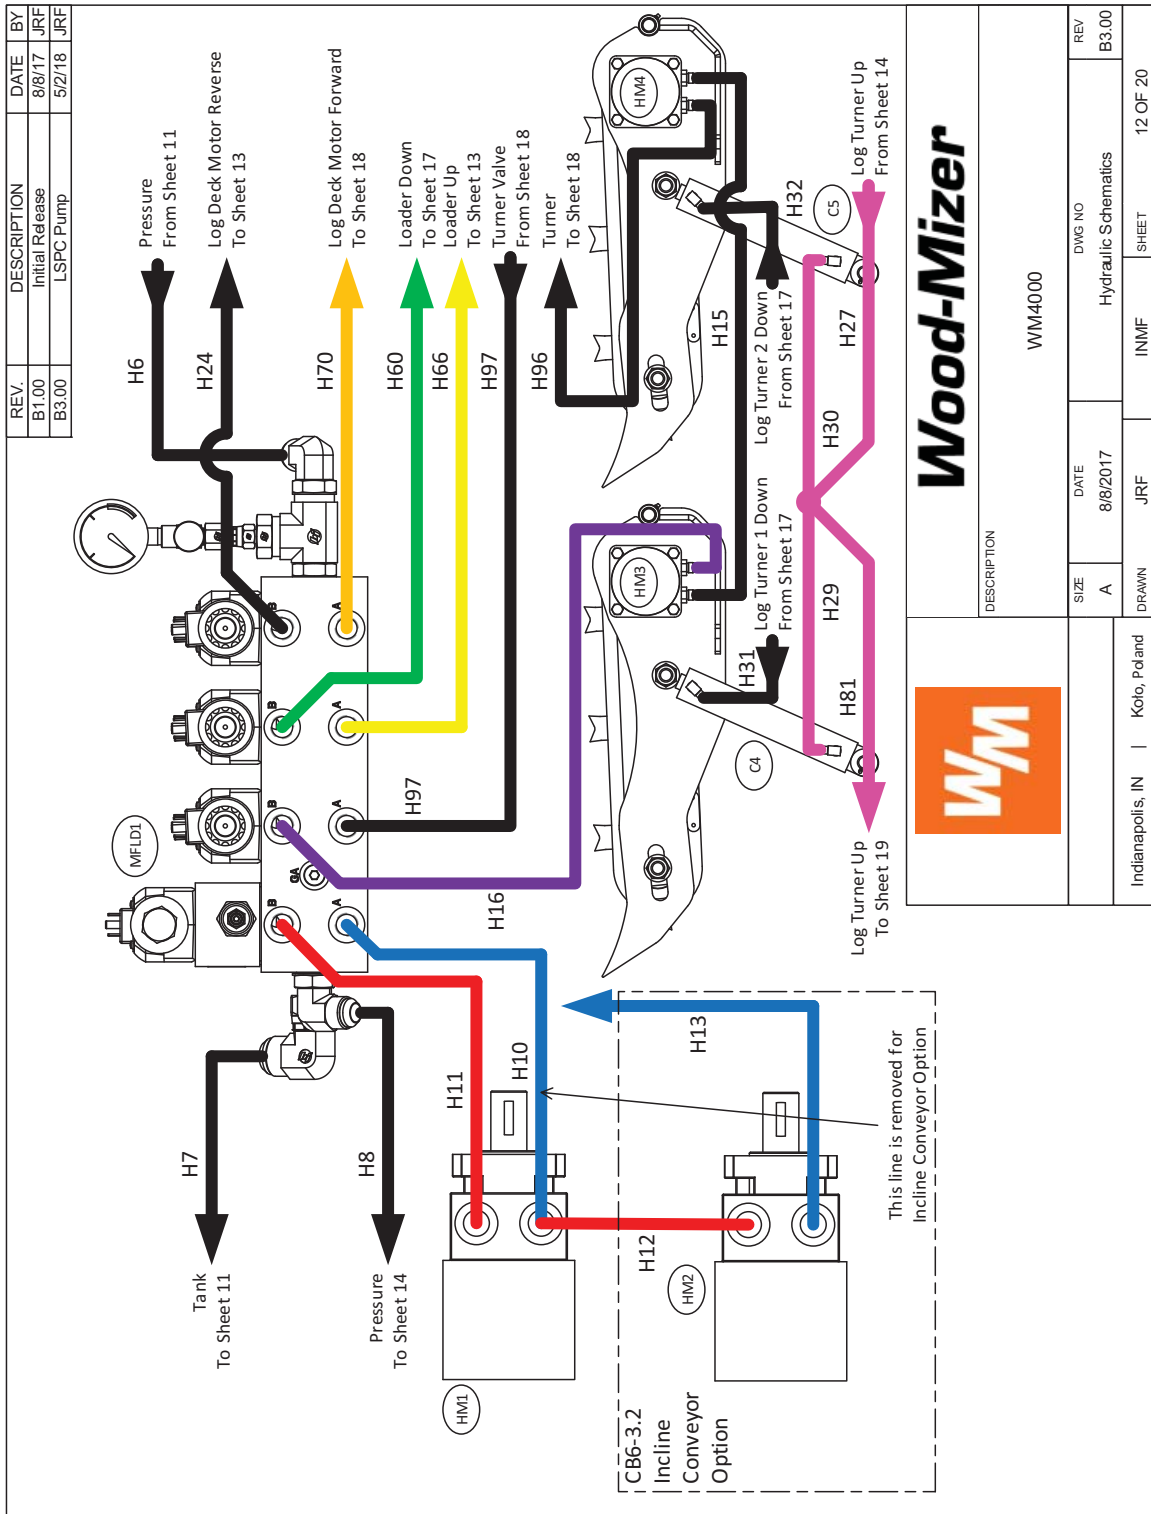 REV.
DESCRIPTION
DATE
BY
B1.00
Initial Release
8/8/17
JRF
B3.00
LSPC Pump
5/2/18
JRF
Tank
To Sheet 11
H7
Pressure
To Sheet 14
H8
MFLD1
GA
B
A
B
A
B
A
B
A
H6
Pressure
From Sheet 11
H24
Log Deck Motor Reverse
To Sheet 13
H70
Log Deck Motor Forward
To Sheet 18
H60
Loader Down
To Sheet 17
H66
Loader Up
To Sheet 13
H97
H97
Turner Valve
From Sheet 18
H96
Turner
To Sheet 18
HM1
H11
H10
H16
H12
HM2
H13
CB6-3.2
Incline
Conveyor
Option
This line is removed for
Incline Conveyor Option
HM3
HM4
H15
C4
H31
Log Turner 1 Down
From Sheet 17
Log Turner 2 Down
From Sheet 17
H32
C5
H29
H30
H81
H27
Log Turner Up
To Sheet 19
Log Turner Up
From Sheet 14
WM
Indianapolis, IN | Koło, Poland
Wood-Mizer
DESCRIPTION
WM4000
SIZE
A
DATE
8/8/2017
DWG NO
Hydraulic Schematics
REV
B3.00
DRAWN
JRF
INMF
SHEET
12 OF 20